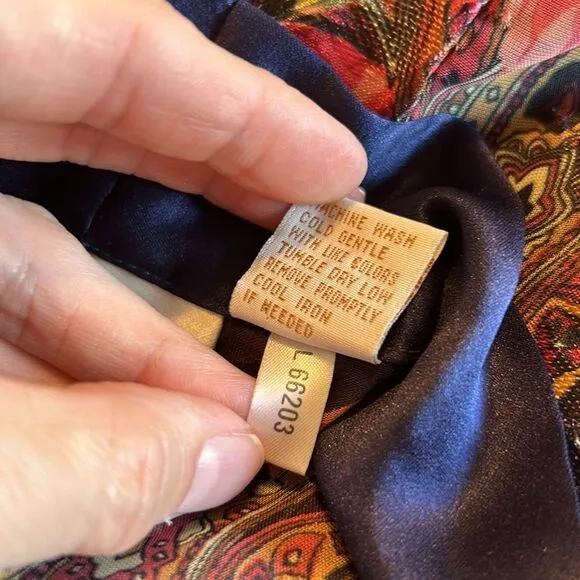 MACHINE WASH
COLD GENTLE
WITH LIKE COLORS
TUMBLE DRY LOW
REMOVE PROMPTLY
COOL IRON
IF NEEDED
L 66203